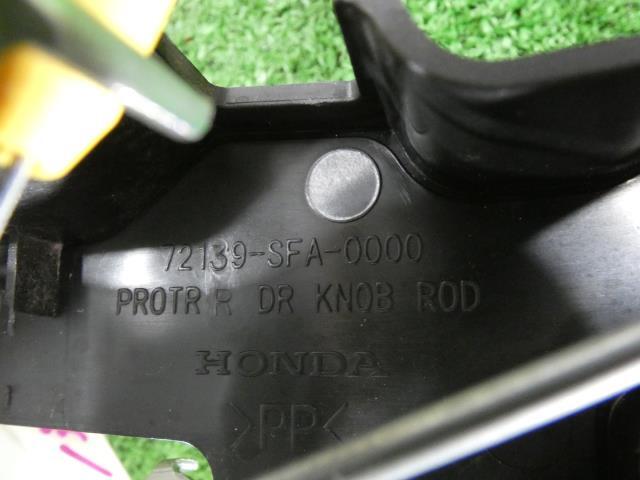 72139-SFA-0000
PROTR R DR KNOB ROD
HONDA
>PP<